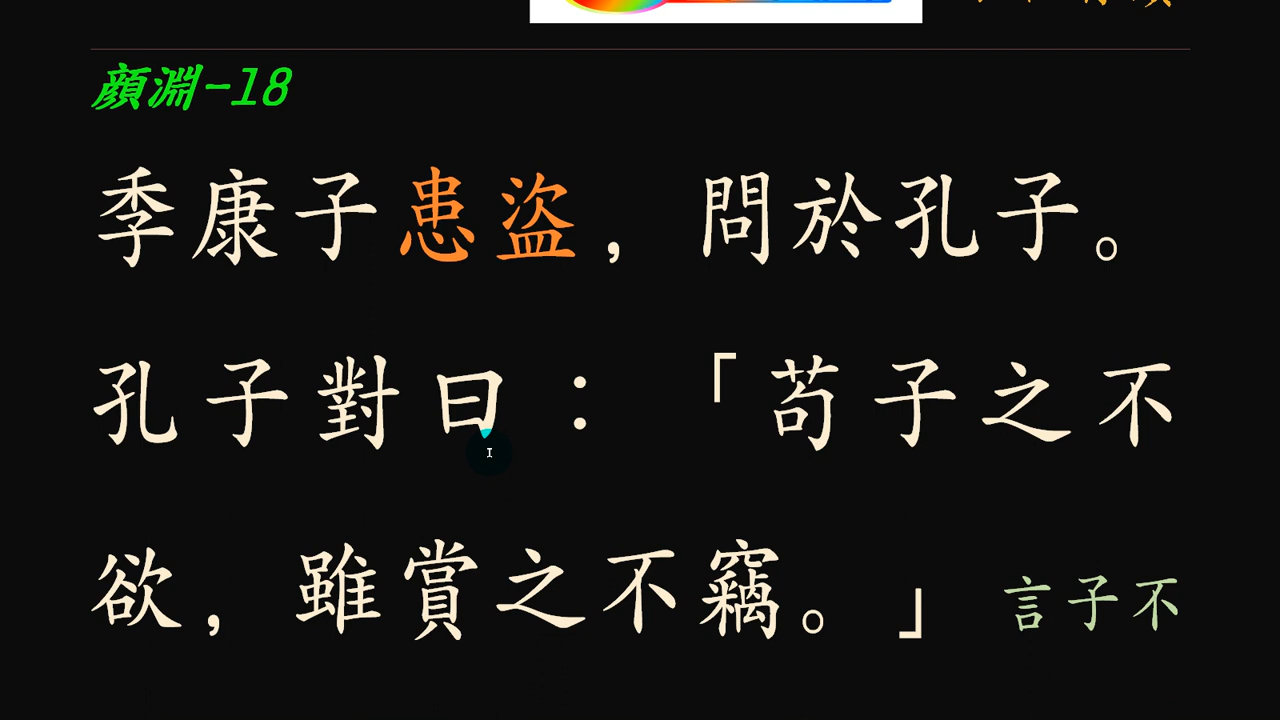 顏淵-18
季康子患盜，問於孔子。
孔子對曰：「苟子之不
欲，雖賞之不竊。」言子不